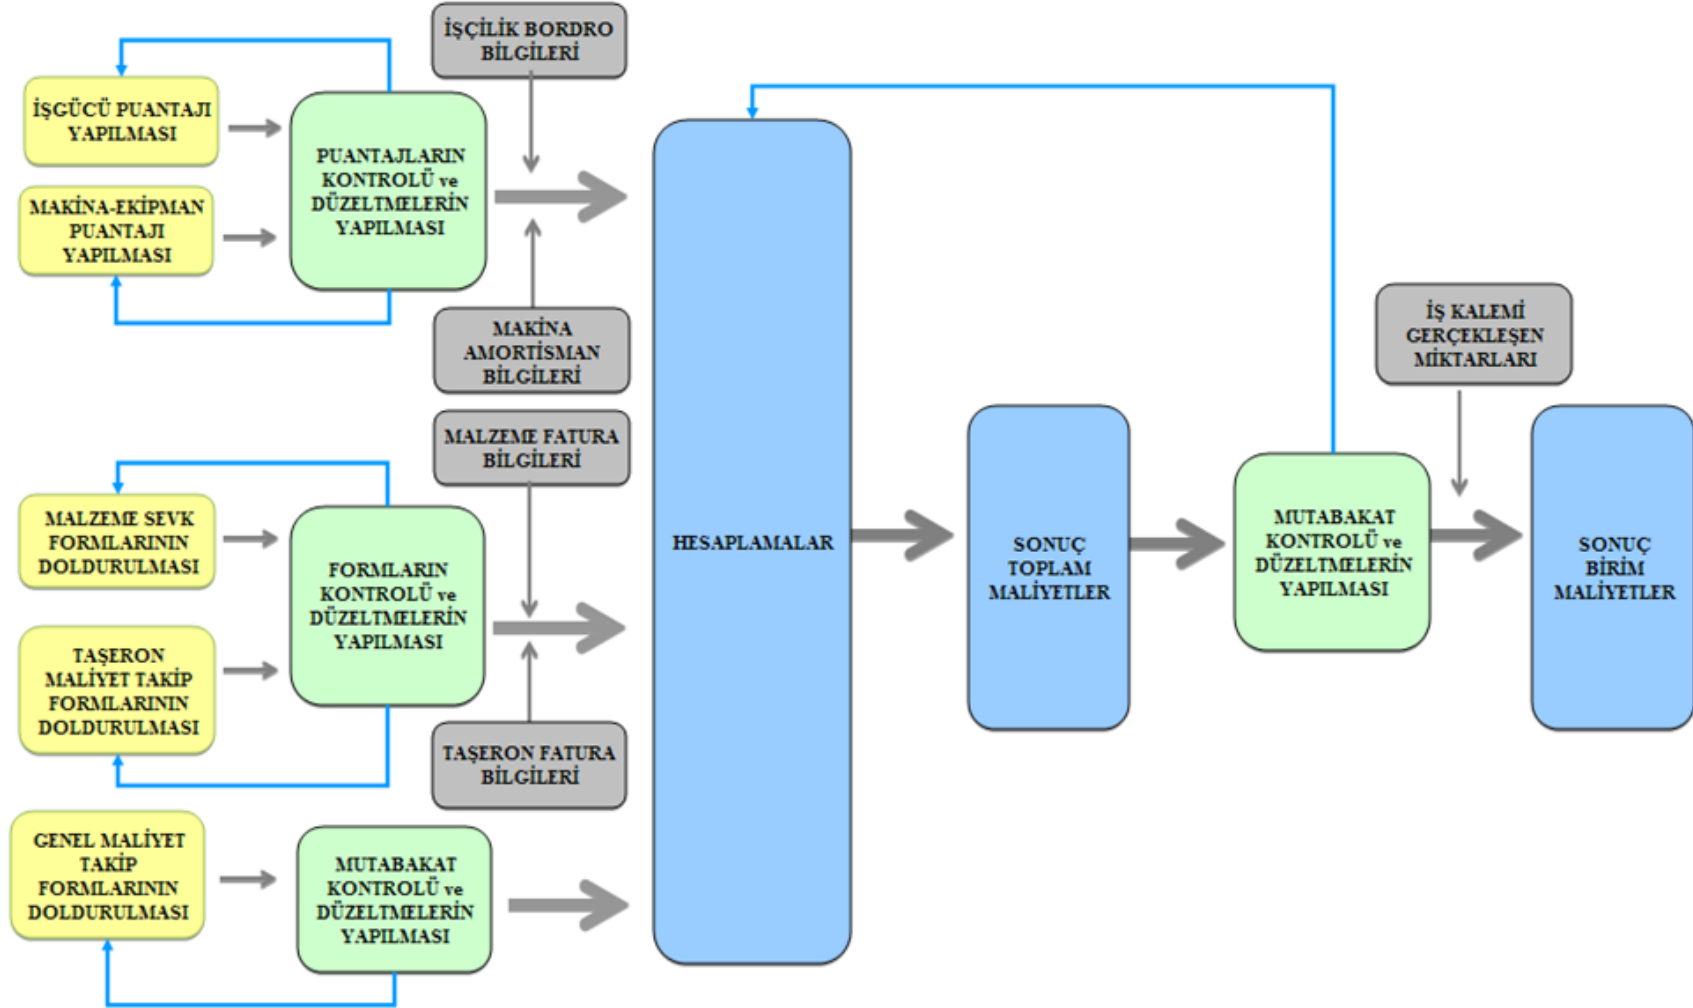 İŞÇİLİK BORDRO
BİLGİLERİ
İŞGÜCÜ PUANTAJI
YAPILMASI
MAKİNA-EKİPMAN
PUANTAJI
YAPILMASI
PUANTAJLARIN
KONTROLÜ ve
DÜZELTMELERİN
YAPILMASI
MAKİNA
AMORTİSMAN
BİLGİLERİ
MALZEME FATURA
BİLGİLERİ
MALZEME SEVK
FORMLARININ
DOLDURULMASI
TAŞERON
MALİYET TAKİP
FORMLARININ
DOLDURULMASI
FORMLARIN
KONTROLÜ ve
DÜZELTMELERİN
YAPILMASI
TAŞERON FATURA
BİLGİLERİ
GENEL MALİYET
TAKİP
FORMLARININ
DOLDURULMASI
MUTABAKAT
KONTROLÜ ve
DÜZELTMELERİN
YAPILMASI
HESAPLAMALAR
SONUÇ
TOPLAM
MALİYETLER
MUTABAKAT
KONTROLÜ ve
DÜZELTMELERİN
YAPILMASI
İŞ KALEMİ
GERÇEKLEŞEN
MİKTARLARI
SONUÇ
BİRİM
MALİYETLER